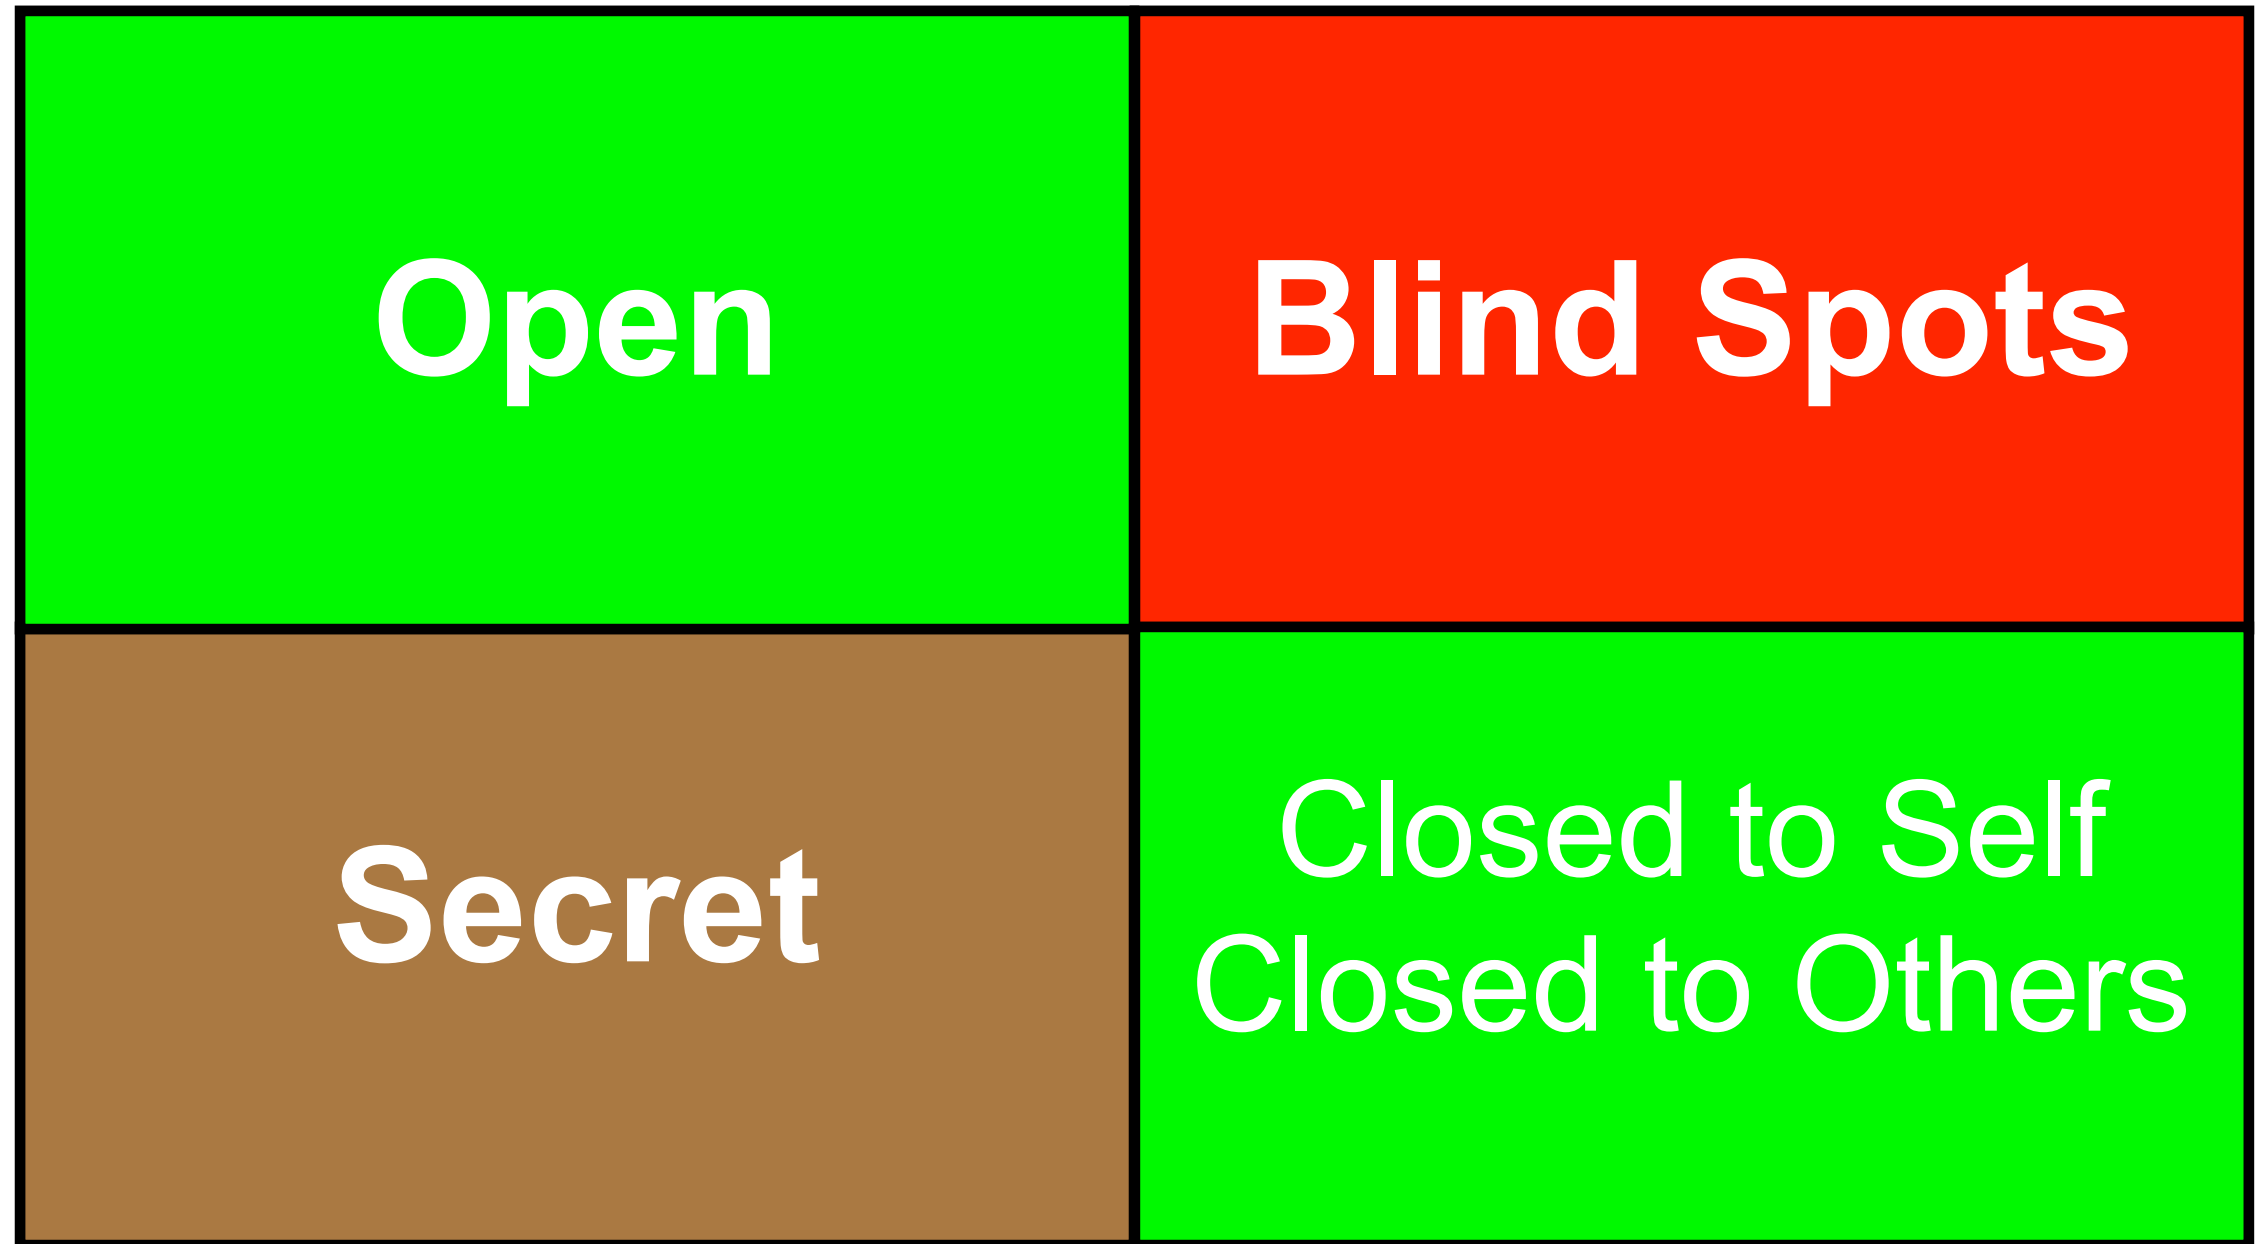 Open
Blind Spots
Secret
Closed to Self
Closed to Others